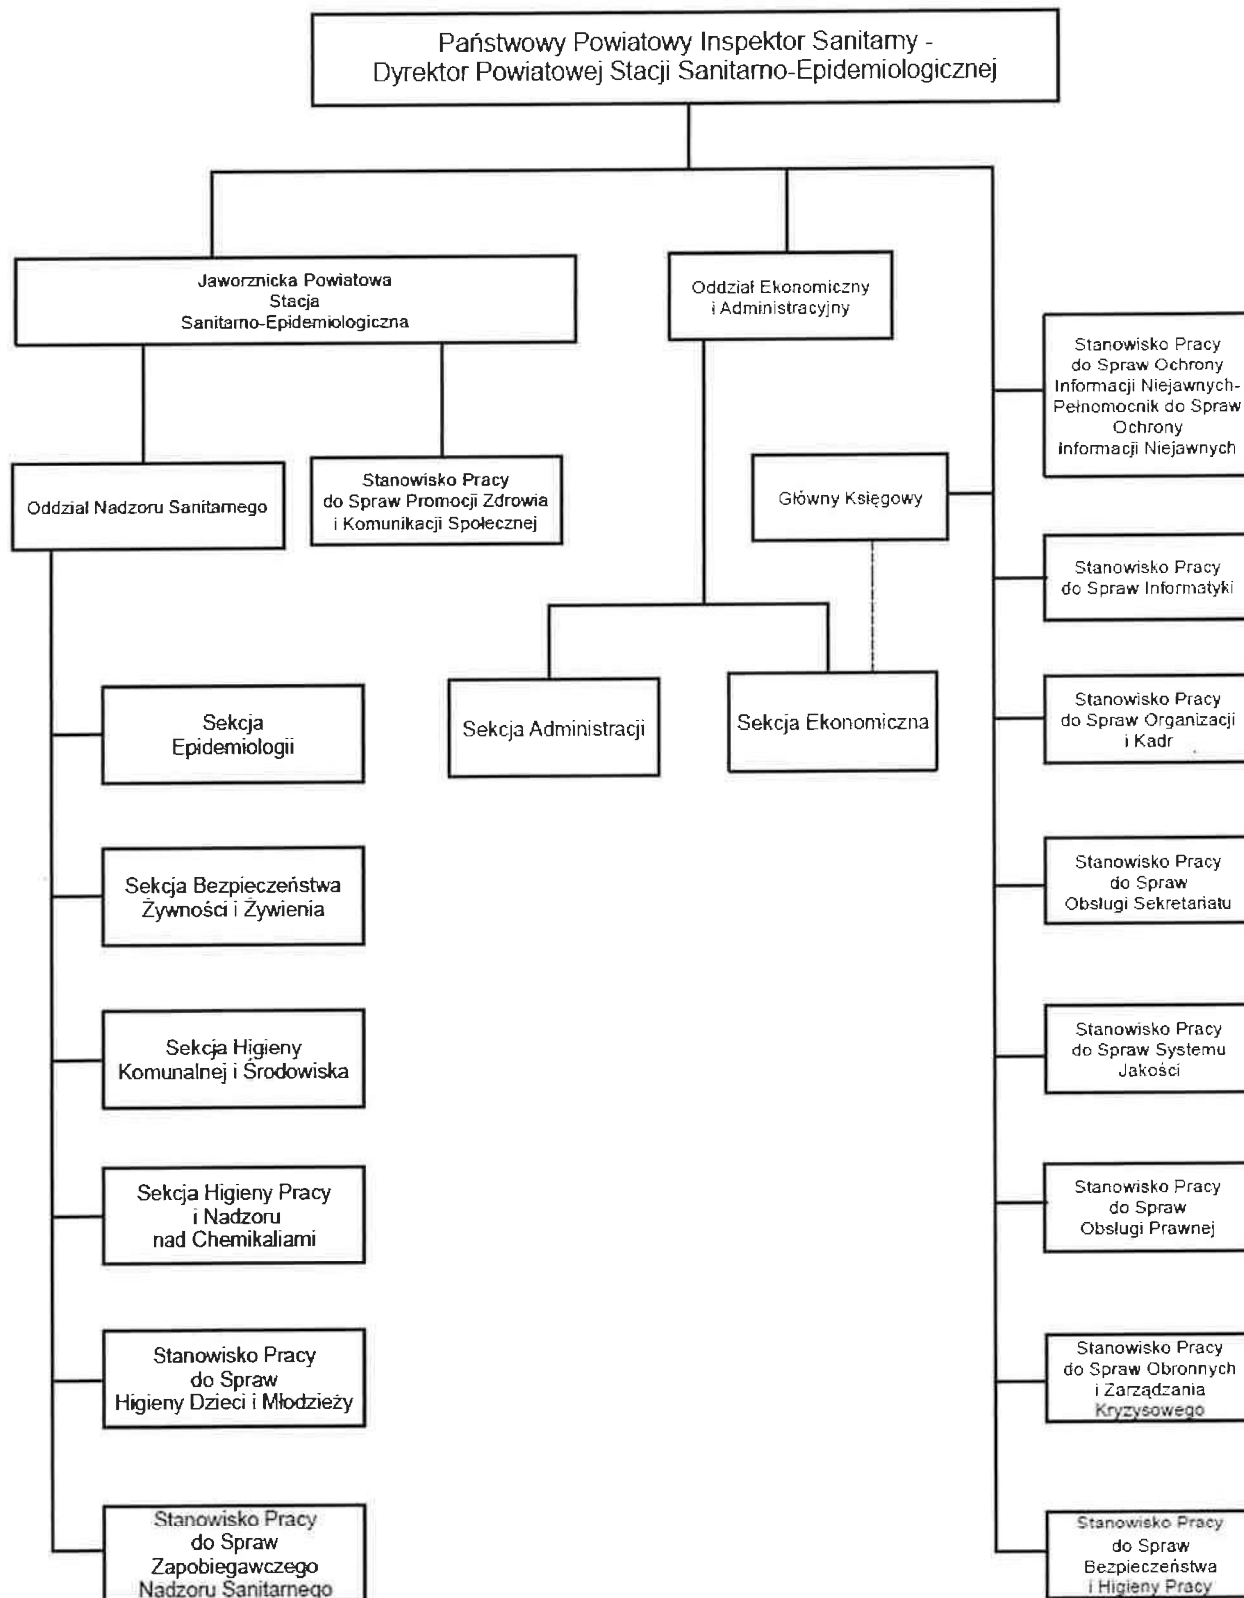 Państwowy Powiatowy Inspektor Sanitarny -
Dyrektor Powiatowej Stacji Sanitarno-Epidemiologicznej
Jaworznicka Powiatowa
Stacja
Sanitarno-Epidemiologiczna
Oddział Ekonomiczny
i Administracyjny
Stanowisko Pracy
do Spraw Ochrony
Informacji Niejawnych-
Pełnomocnik do Spraw
Ochrony
Informacji Niejawnych
Oddział Nadzoru Sanitarnego
Stanowisko Pracy
do Spraw Promocji Zdrowia
i Komunikacji Społecznej
Główny Księgowy
Stanowisko Pracy
do Spraw Informatyki
Sekcja
Epidemiologii
Sekcja Administracji
Sekcja Ekonomiczna
Stanowisko Pracy
do Spraw Organizacji
i Kadr
Sekcja Bezpieczeństwa
Żywności i Żywienia
Stanowisko Pracy
do Spraw
Obsługi Sekretariatu
Sekcja Higieny
Komunalnej i Środowiska
Stanowisko Pracy
do Spraw Systemu
Jakości
Sekcja Higieny Pracy
i Nadzoru
nad Chemikaliami
Stanowisko Pracy
do Spraw
Obsługi Prawnej
Stanowisko Pracy
do Spraw
Higieny Dzieci i Młodzieży
Stanowisko Pracy
do Spraw Obronnych
i Zarządzania
Kryzysowego
Stanowisko Pracy
do Spraw
Zapobiegawczego
Nadzoru Sanitarnego
Stanowisko Pracy
do Spraw
Bezpieczeństwa
i Higieny Pracy